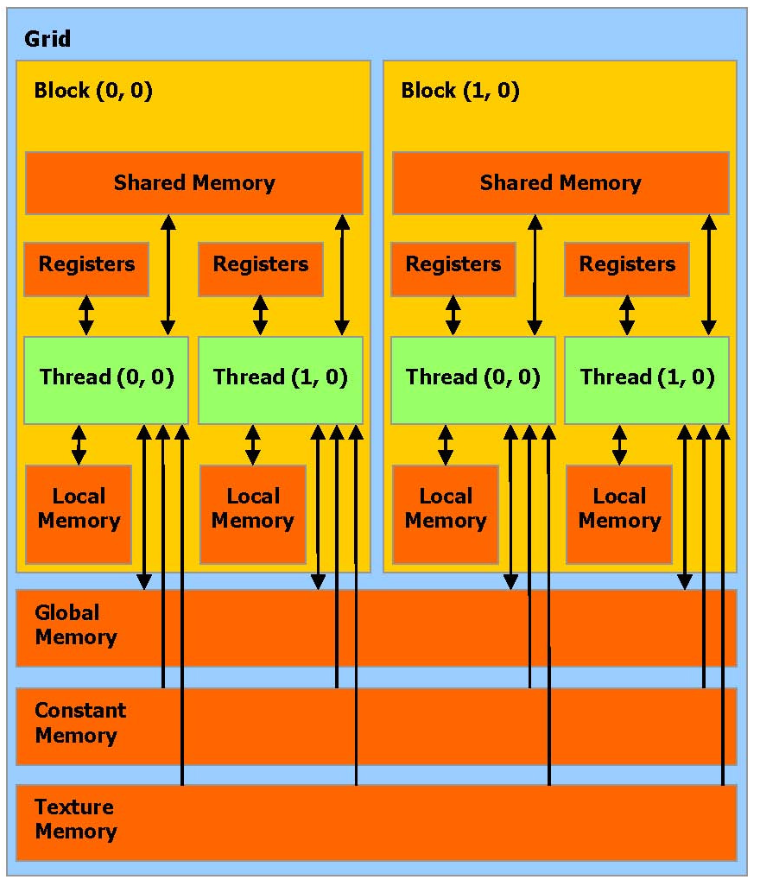 Grid
Block (0, 0)
Block (1, 0)
Shared Memory
Shared Memory
Registers
Registers
Registers
Registers
Thread (0, 0)
Thread (1, 0)
Thread (0, 0)
Thread (1, 0)
Local
Memory
Local
Memory
Local
Memory
Local
Memory
Global
Memory
Constant
Memory
Texture
Memory